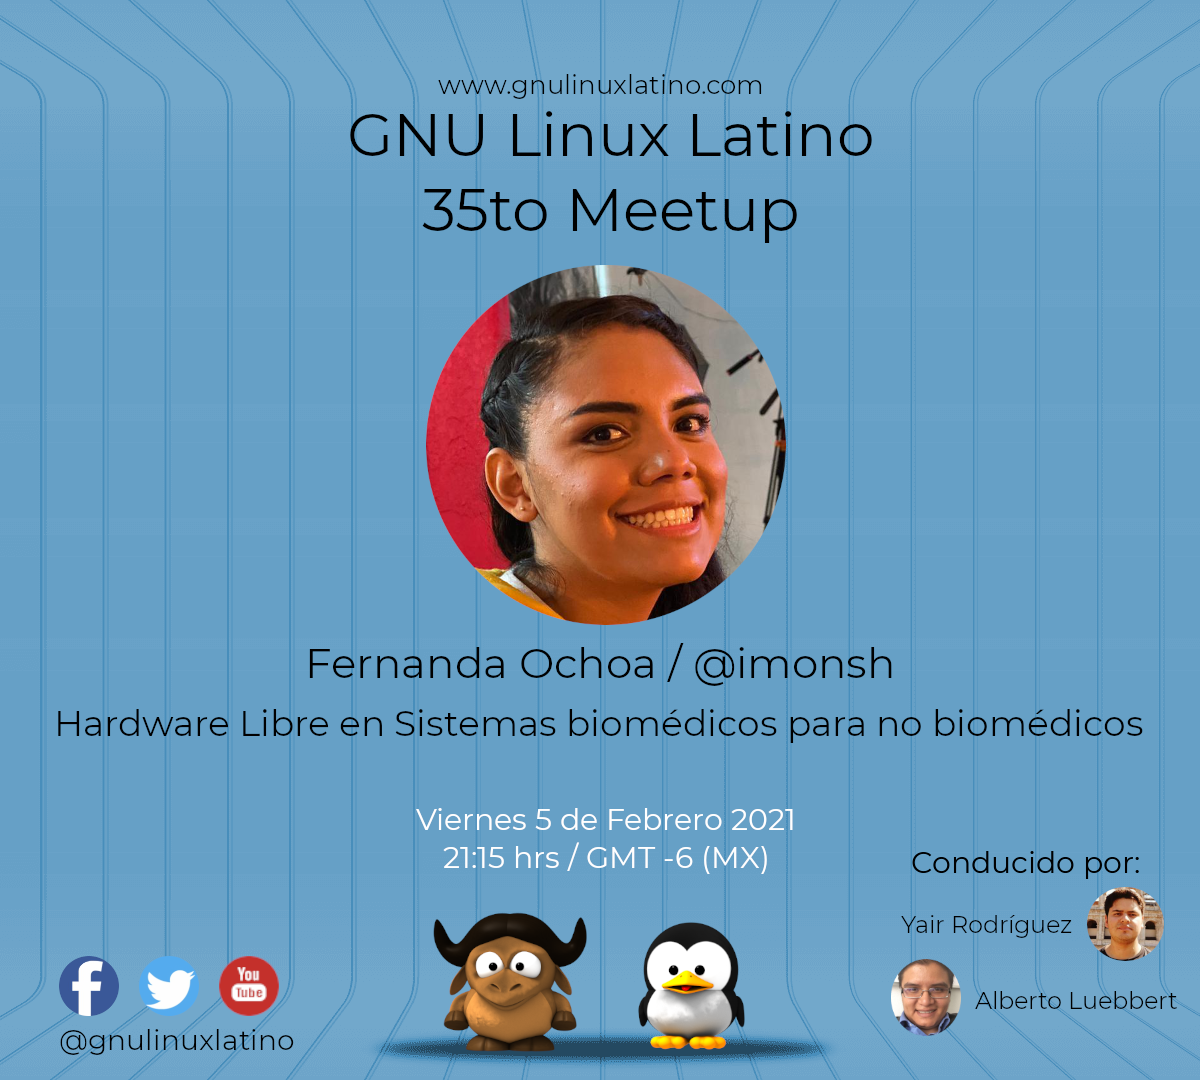 www.gnulinuxlatino.com
GNU Linux Latino
35to Meetup
Fernanda Ochoa / @imonsh
Hardware Libre en Sistemas biomédicos para no biomédicos
Viernes 5 de Febrero 2021
21:15 hrs / GMT -6 (MX)
Conducido por:
Yair Rodríguez
Alberto Luebbert
You
Tube
@gnulinuxlatino